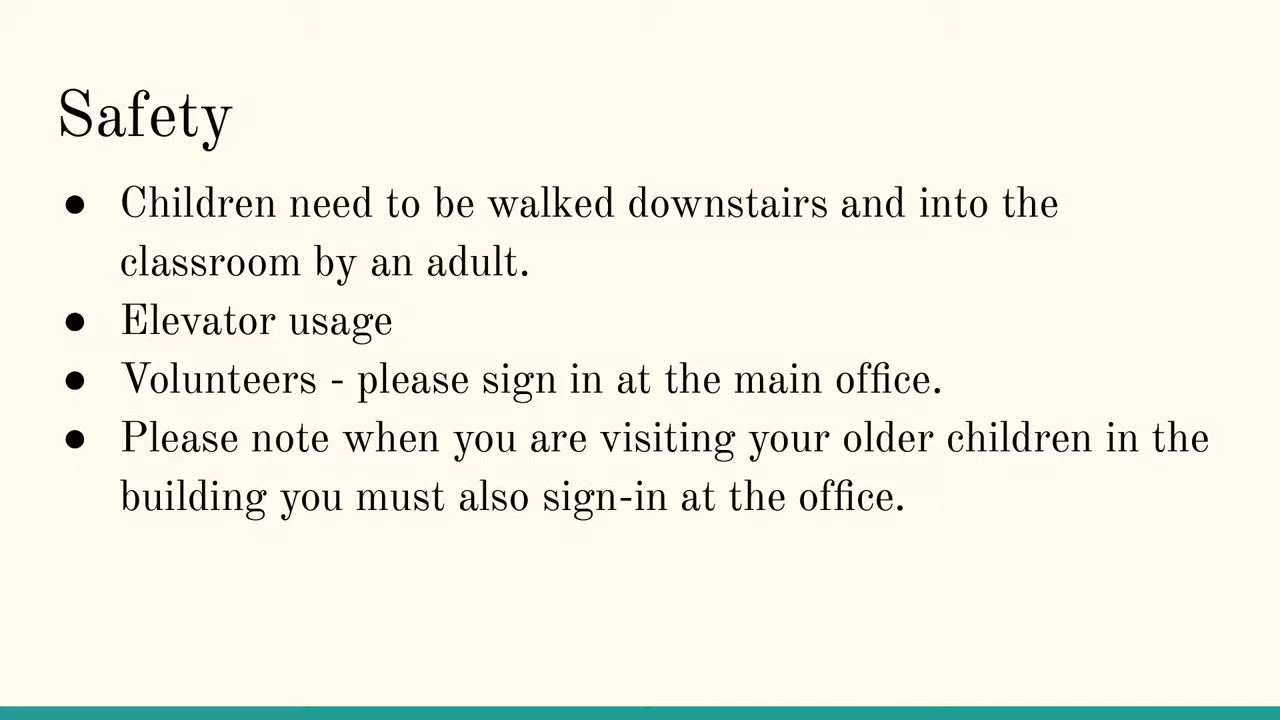 Safety
● Children need to be walked downstairs and into the
classroom by an adult.
● Elevator usage
● Volunteers - please sign in at the main office.
● Please note when you are visiting your older children in the
building you must also sign-in at the office.